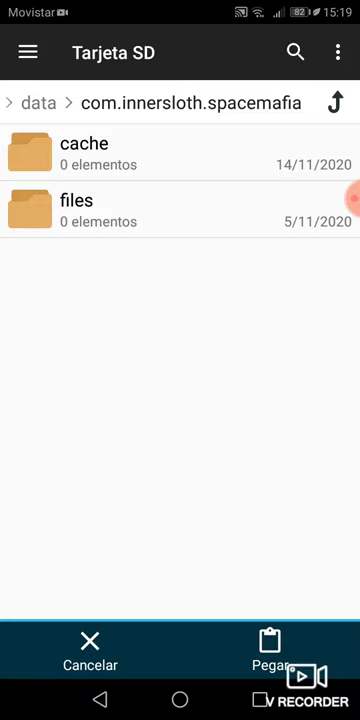 Movistar 82 15:19
Tarjeta SD
data com.innersloth.spacemafia
cache
0 elementos 14/11/2020
files
0 elementos 5/11/2020
Cancelar Pegar
V RECORDER